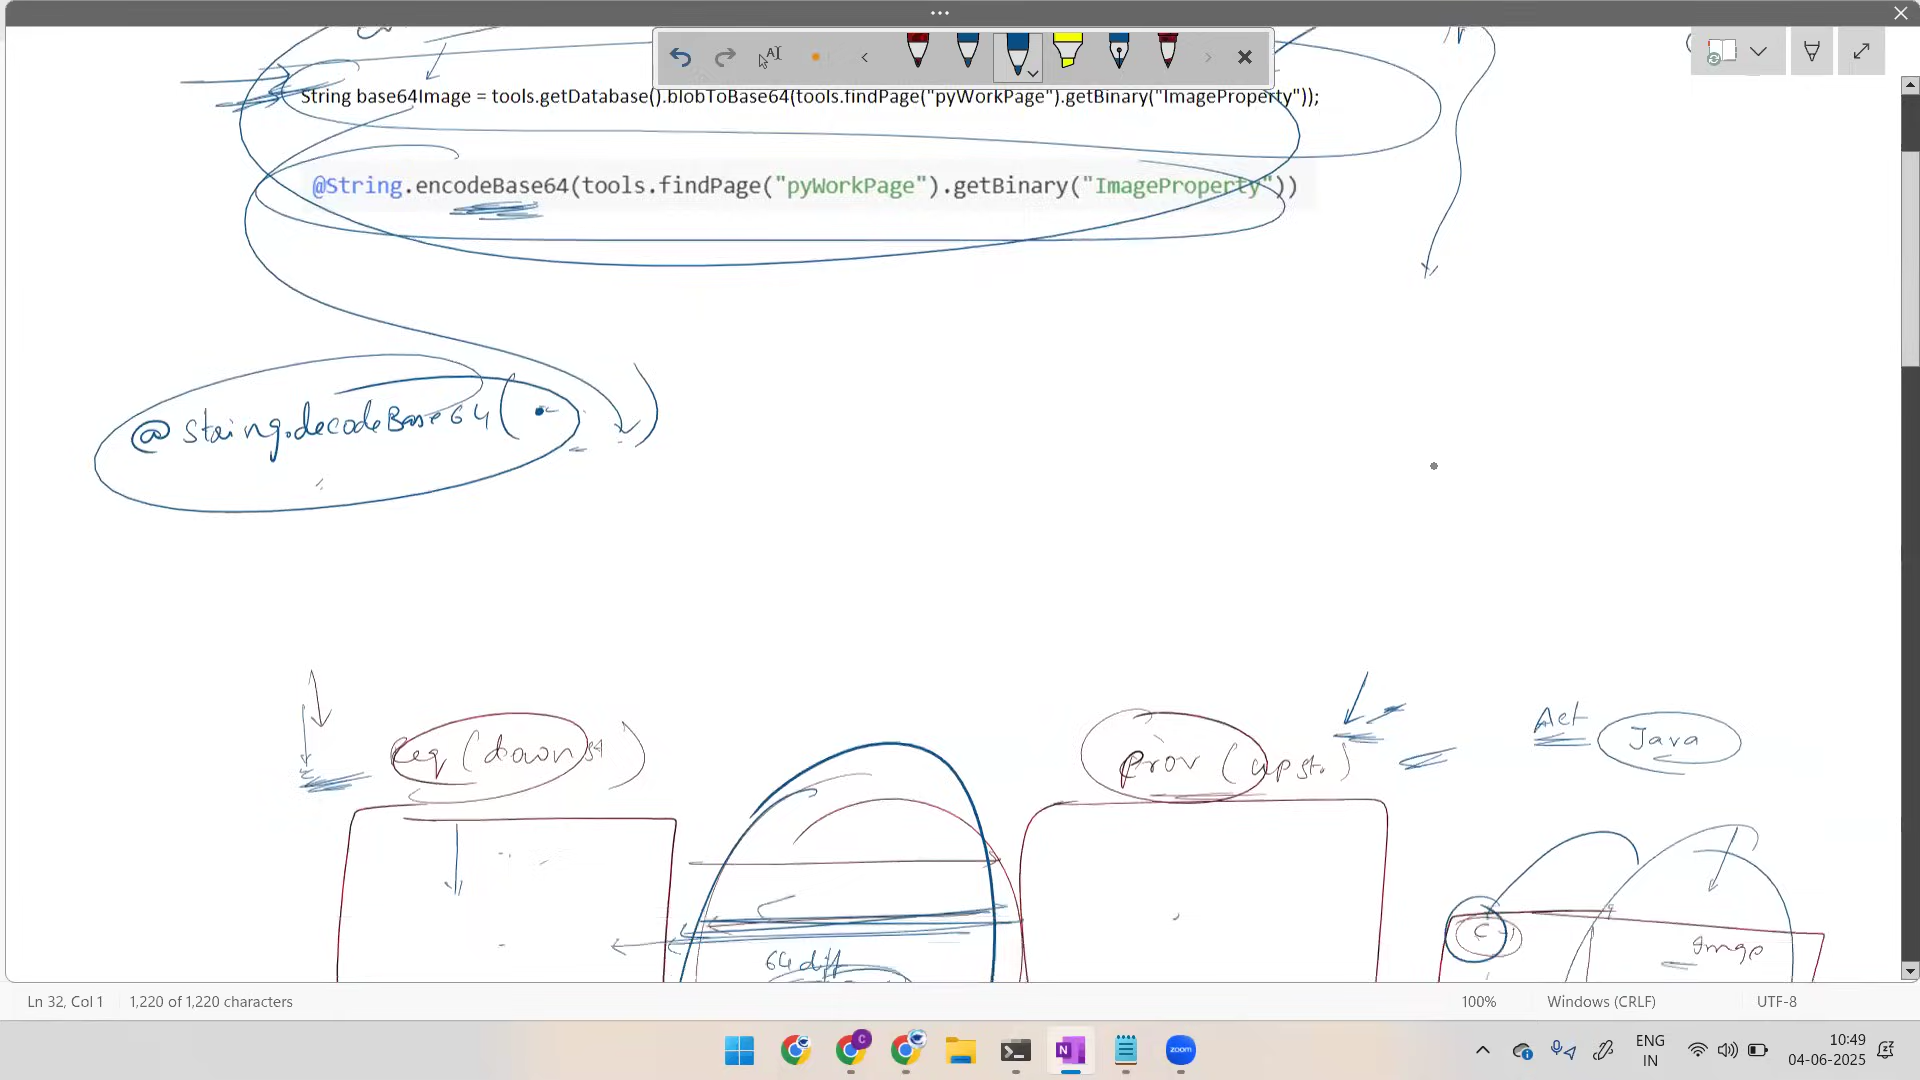 String base64Image = tools.getDatabase().blobToBase64(tools.findPage("pyWorkPage").getBinary("ImageProperty"));
@String.encodeBase64(tools.findPage("pyWorkPage").getBinary("ImageProperty"))
@String.decodeBase64( )
Req (downst)
prov (upst.)
Act Java
C
Image
64 diff
Ln 32, Col 1 1,220 of 1,220 characters 100% Windows (CRLF) UTF-8
zoom
ENG
IN
10:49
04-06-2025